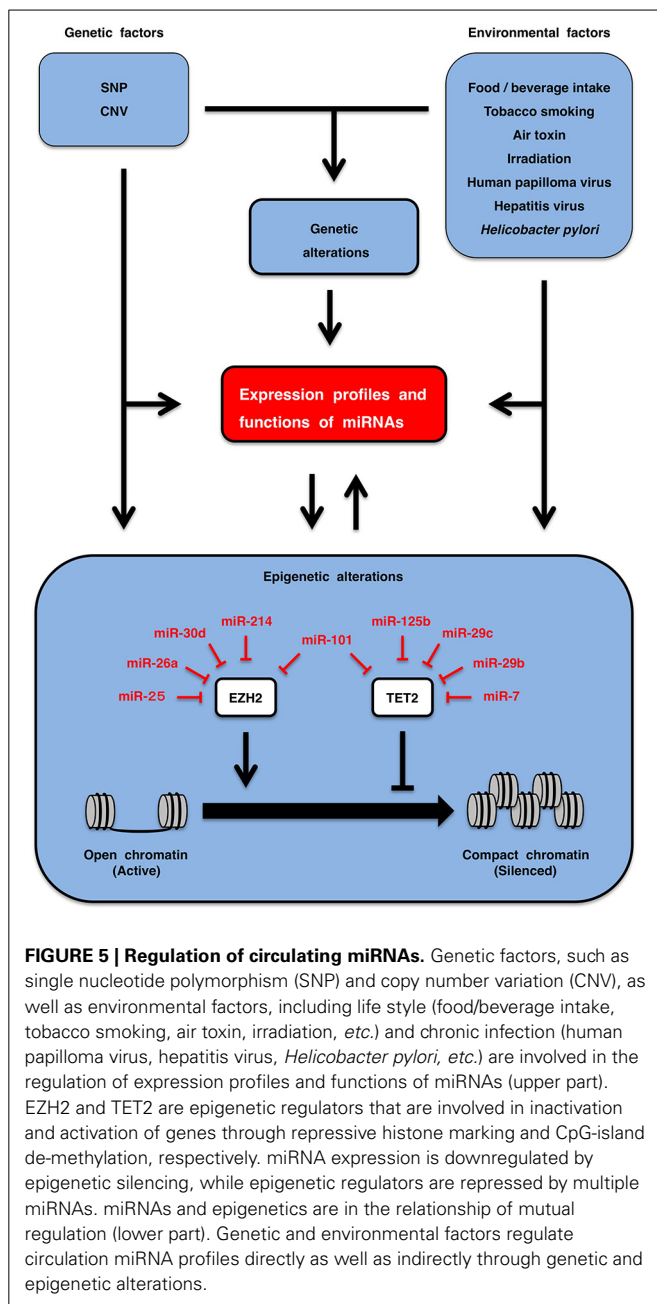 Genetic factors
Environmental factors
SNP
CNV
Food / beverage intake
Tobacco smoking
Air toxin
Irradiation
Human papilloma virus
Hepatitis virus
Helicobacter pylori
Genetic
alterations
Expression profiles and
functions of miRNAs
Epigenetic alterations
miR-214
miR-125b
miR-30d
miR-101
miR-29c
miR-26a
miR-29b
miR-25
EZH2
TET2
miR-7
Open chromatin
(Active)
Compact chromatin
(Silenced)
FIGURE 5 | Regulation of circulating miRNAs. Genetic factors, such as
single nucleotide polymorphism (SNP) and copy number variation (CNV), as
well as environmental factors, including life style (food/beverage intake,
tobacco smoking, air toxin, irradiation, etc.) and chronic infection (human
papilloma virus, hepatitis virus, Helicobacter pylori, etc.) are involved in the
regulation of expression profiles and functions of miRNAs (upper part).
EZH2 and TET2 are epigenetic regulators that are involved in inactivation
and activation of genes through repressive histone marking and CpG-island
de-methylation, respectively. miRNA expression is downregulated by
epigenetic silencing, while epigenetic regulators are repressed by multiple
miRNAs. miRNAs and epigenetics are in the relationship of mutual
regulation (lower part). Genetic and environmental factors regulate
circulation miRNA profiles directly as well as indirectly through genetic and
epigenetic alterations.